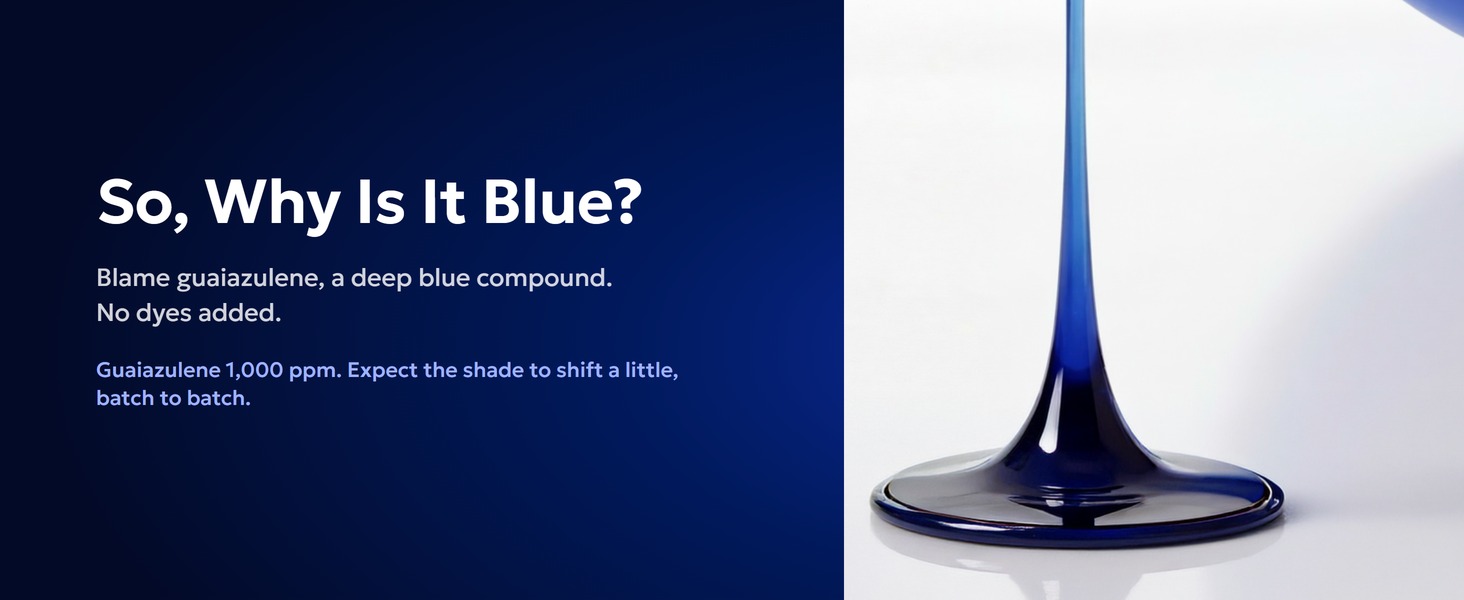 So, Why Is It Blue?
Blame guaiazulene, a deep blue compound.
No dyes added.
Guaiazulene 1,000 ppm. Expect the shade to shift a little,
batch to batch.